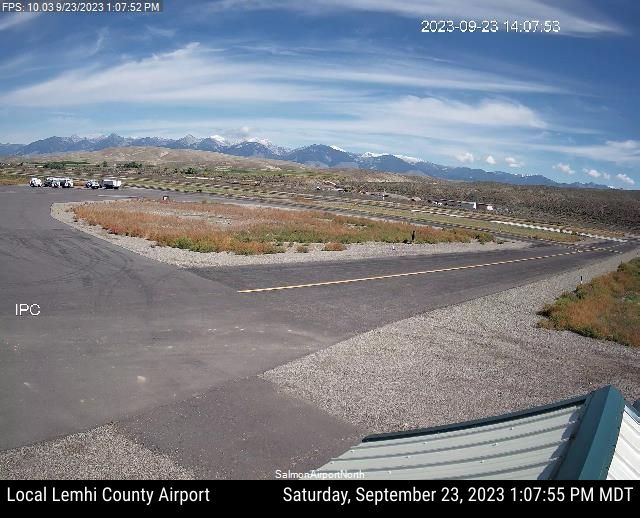 FPS: 10.03 9/23/2023 1:07:52 PM
2023-09-23 14:07:53
IPC
SalmonAirportNorth
Local Lemhi County Airport Saturday, September 23, 2023 1:07:55 PM MDT